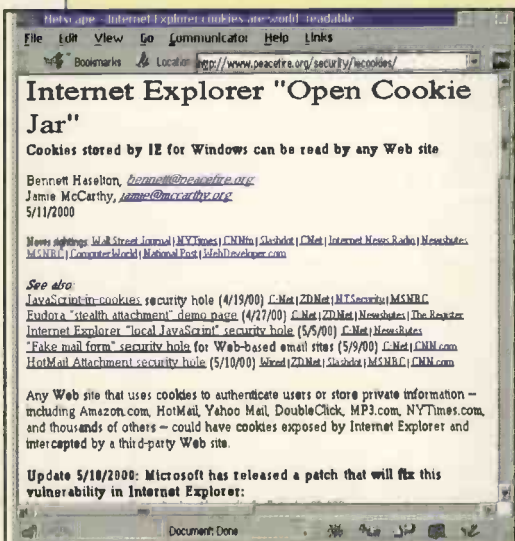 Netscape - Internet Explorer cookies are world-readable
File Edit View Go Communicator Help Links
Bookmarks Location http://www.peacefire.org/security/iecookies/
Internet Explorer "Open Cookie
Jar"
Cookies stored by IE for Windows can be read by any Web site
Bennett Haselton, bennett@peacefire.org
Jamie McCarthy, jamie@mccarthy.org
5/11/2000
News sightings: Wall Street Journal | NYTimes | CNNfn | Slashdot | CNet | Internet News Radio | Newsbytes
MSNBC | ComputerWorld | National Post | WebDeveloper.com
See also:
JavaScript-in-cookies security hole (4/19/00) C-Net | ZDNet | NTSecurity | MSNBC
Eudora "stealth attachment" demo page (4/27/00) C-Net | ZDNet | Newsbytes | The Register
Internet Explorer "local JavaScript" security hole (5/5/00) C-Net | NewsBytes
"Fake mail form" security hole for Web-based email sites (5/9/00) C-Net | CNN.com
HotMail Attachment security hole (5/10/00) Wired | ZDNet | Slashdot | MSNBC | CNN.com
Any Web site that uses cookies to authenticate users or store private information –
including Amazon.com, HotMail, Yahoo Mail, DoubleClick, MP3.com, NYTimes.com,
and thousands of others – could have cookies exposed by Internet Explorer and
intercepted by a third-party Web site.
Update 5/18/2000: Microsoft has released a patch that will fix this
vulnerability in Internet Explorer:
Document: Done